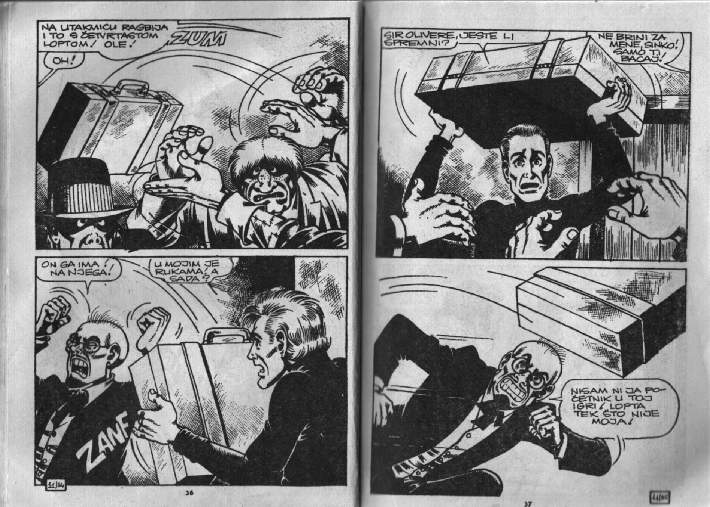 NA UTAKMICU RAGBIJA
I TO S ČETVRTASTOM
LOPTOM! OLE!
ZUM
OH!
ON GA IMA!
NA NJEGA!
U MOJIM JE
RUKAMA! A
SADA?
ZANF
36
SIR OLIVERE, JESTE LI
SPREMNI?
NE BRINI ZA
MENE, SINKO!
SAMO TI
BACAJ!
NISAM NI JA PO-
ČETNIK U TOJ
IGRI! LOPTA
TEK ŠTO NIJE
MOJA!
37